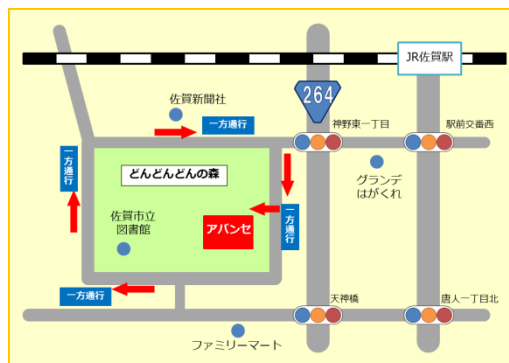 JR佐賀駅
264
佐賀新聞社
一方通行
神野東一丁目
駅前交番西
一方通行
どんどんどんの森
グランデ
はがくれ
佐賀市立
図書館
アバンセ
一方通行
一方通行
天神橋
唐人一丁目北
ファミリーマート